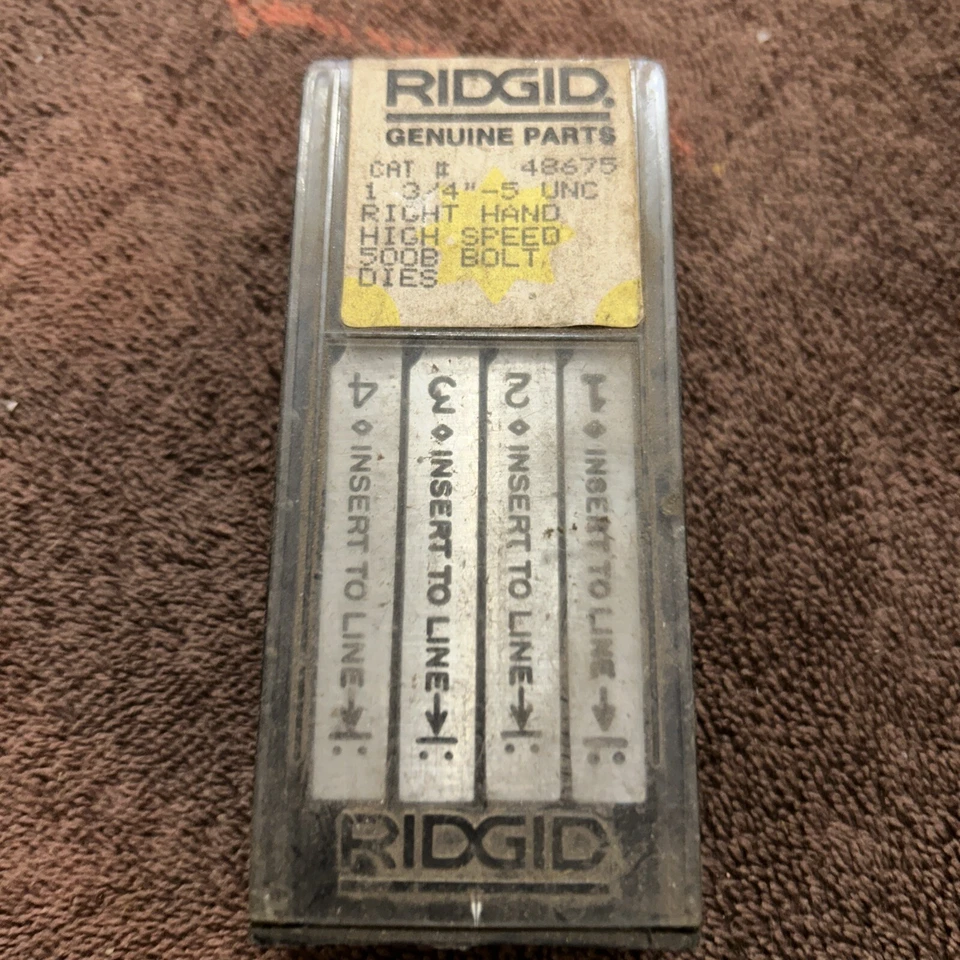 RIDGID.
GENUINE PARTS
CAT # 48675
1 3/4"-5 UNC
RIGHT HAND
HIGH SPEED
500B BOLT
DIES
4 ◇ INSERT TO LINE→
3 ◇ INSERT TO LINE→
2 ◇ INSERT TO LINE→
1 ◇ INSERT TO LINE→
RIDGID